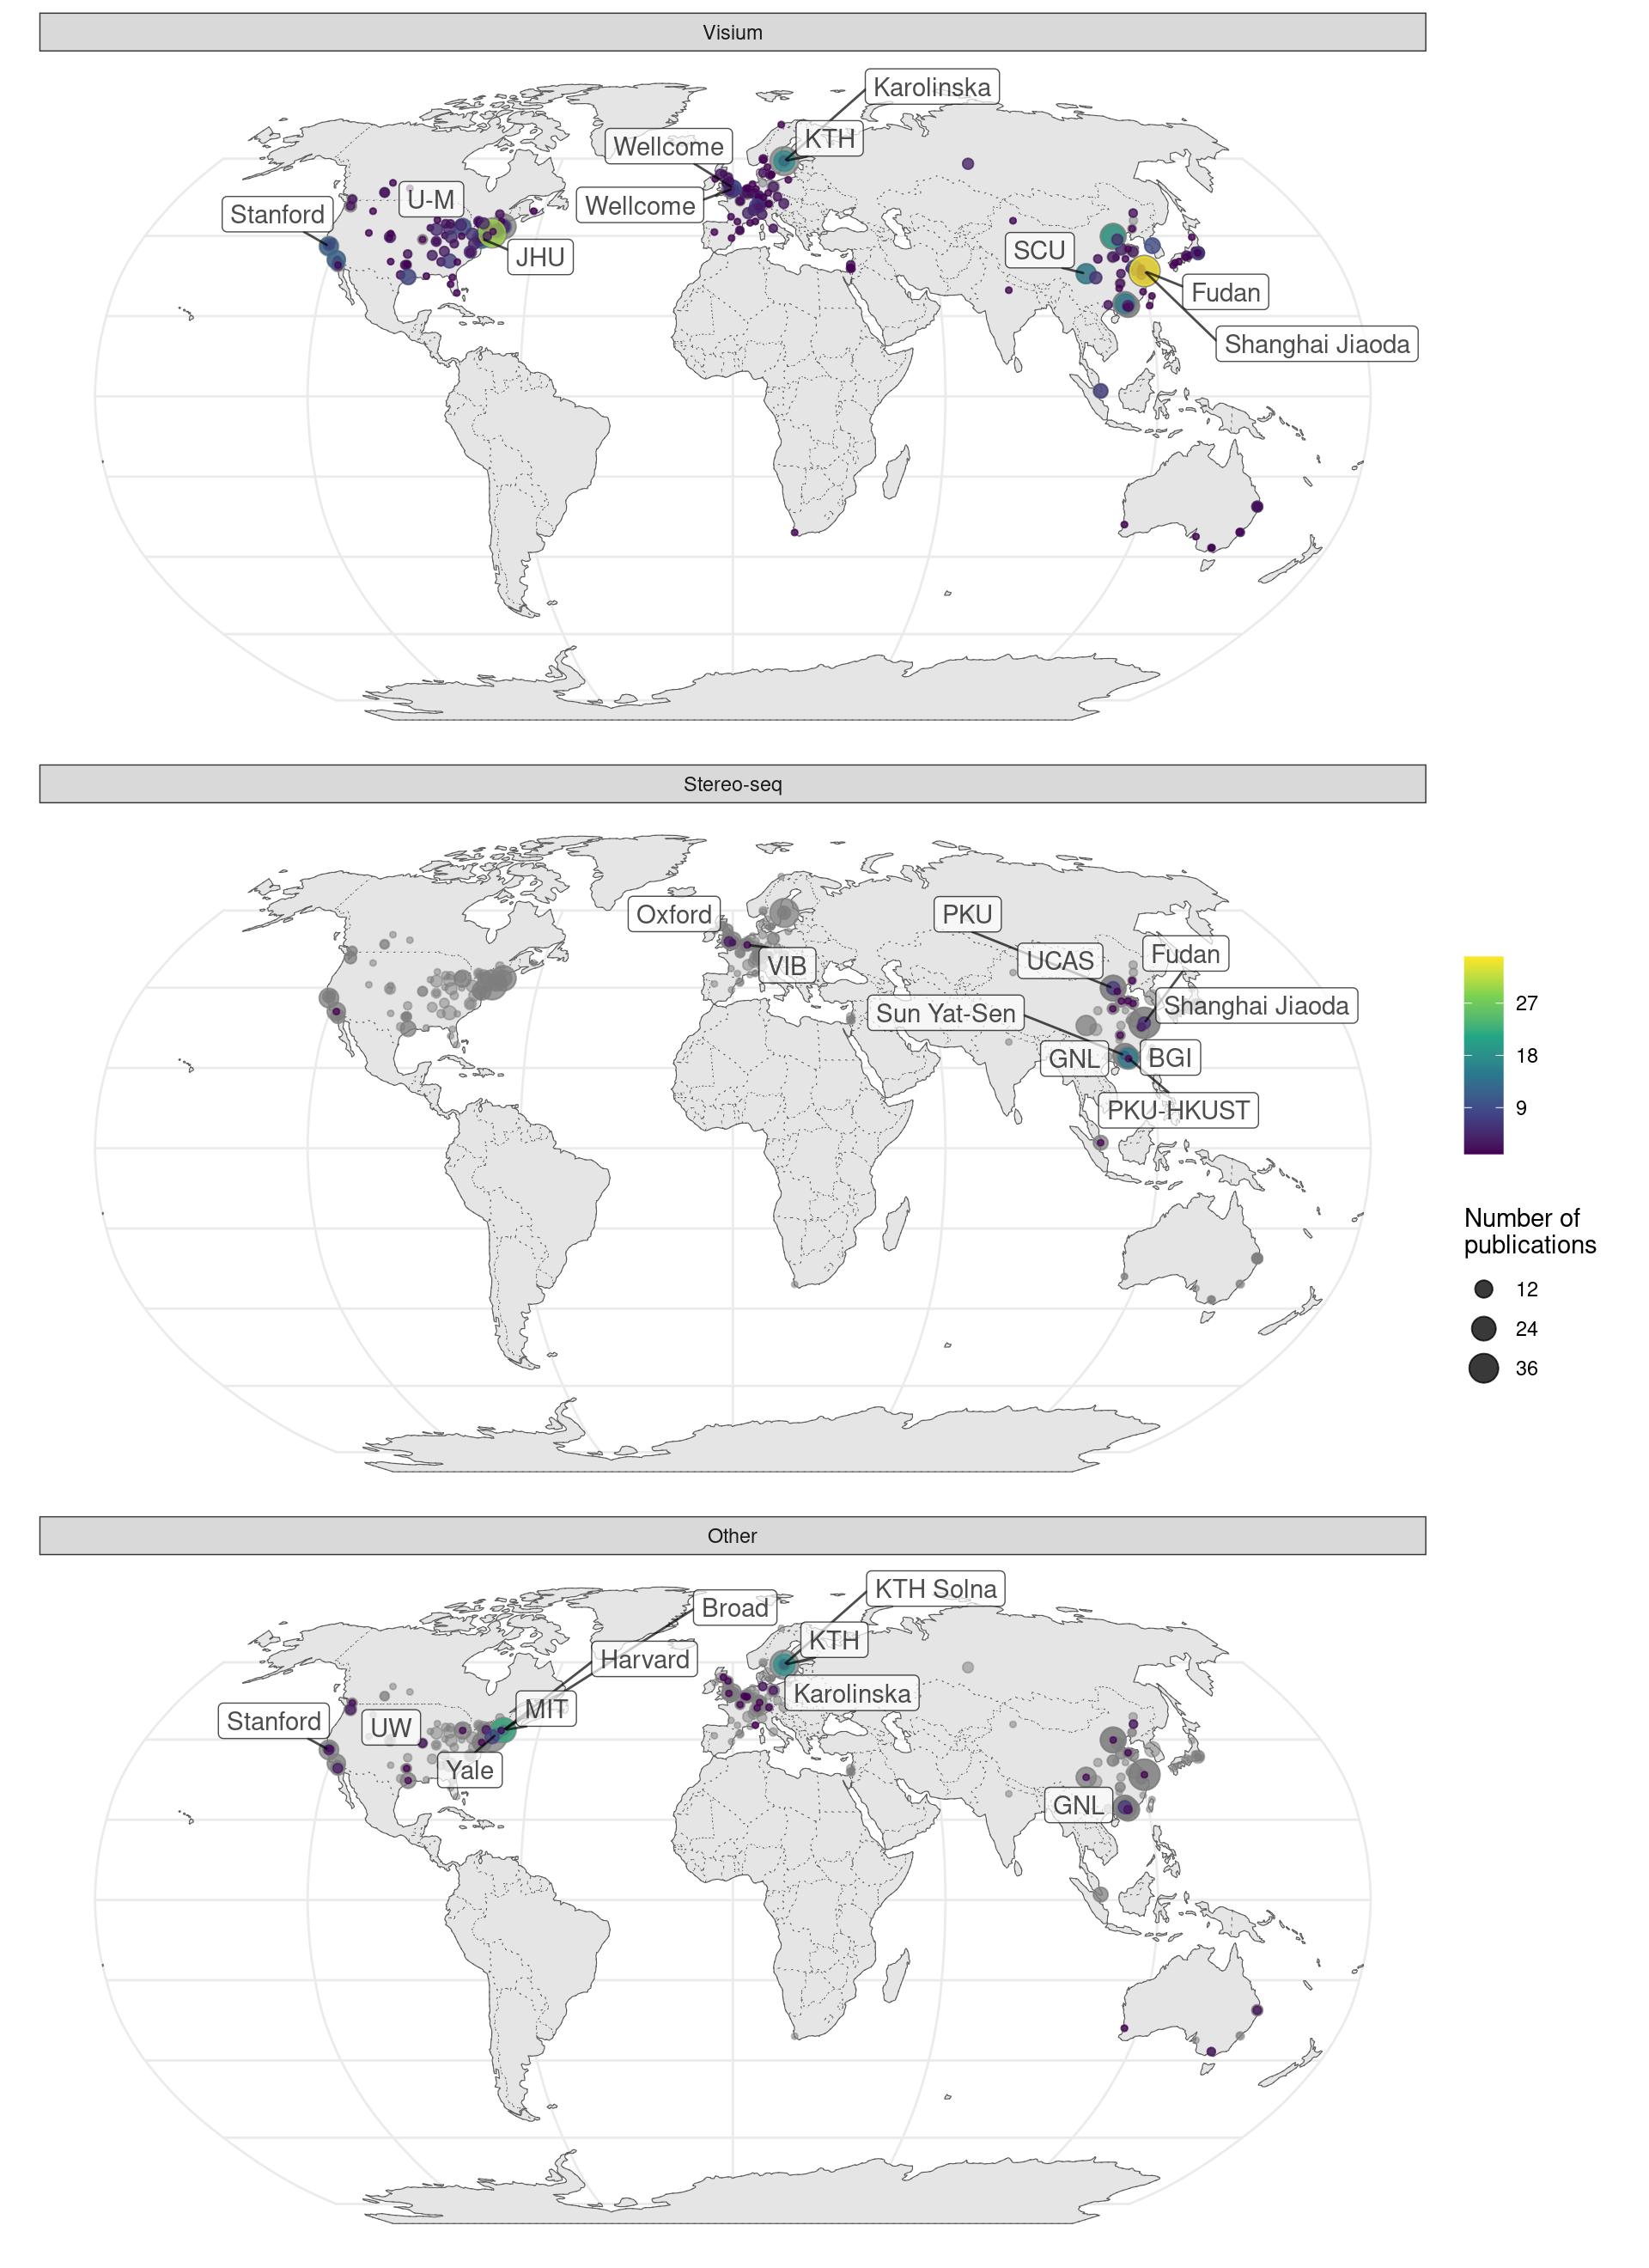 Visium
Karolinska
KTH
Wellcome
Wellcome
U-M
Stanford
JHU
SCU
Fudan
Shanghai Jiaoda
Stereo-seq
Oxford
VIB
PKU
UCAS
Fudan
Shanghai Jiaoda
Sun Yat-Sen
GNL
BGI
PKU-HKUST
27
18
9
Number of
publications
12
24
36
Other
KTH Solna
Broad
KTH
Harvard
Karolinska
MIT
Stanford
UW
Yale
GNL